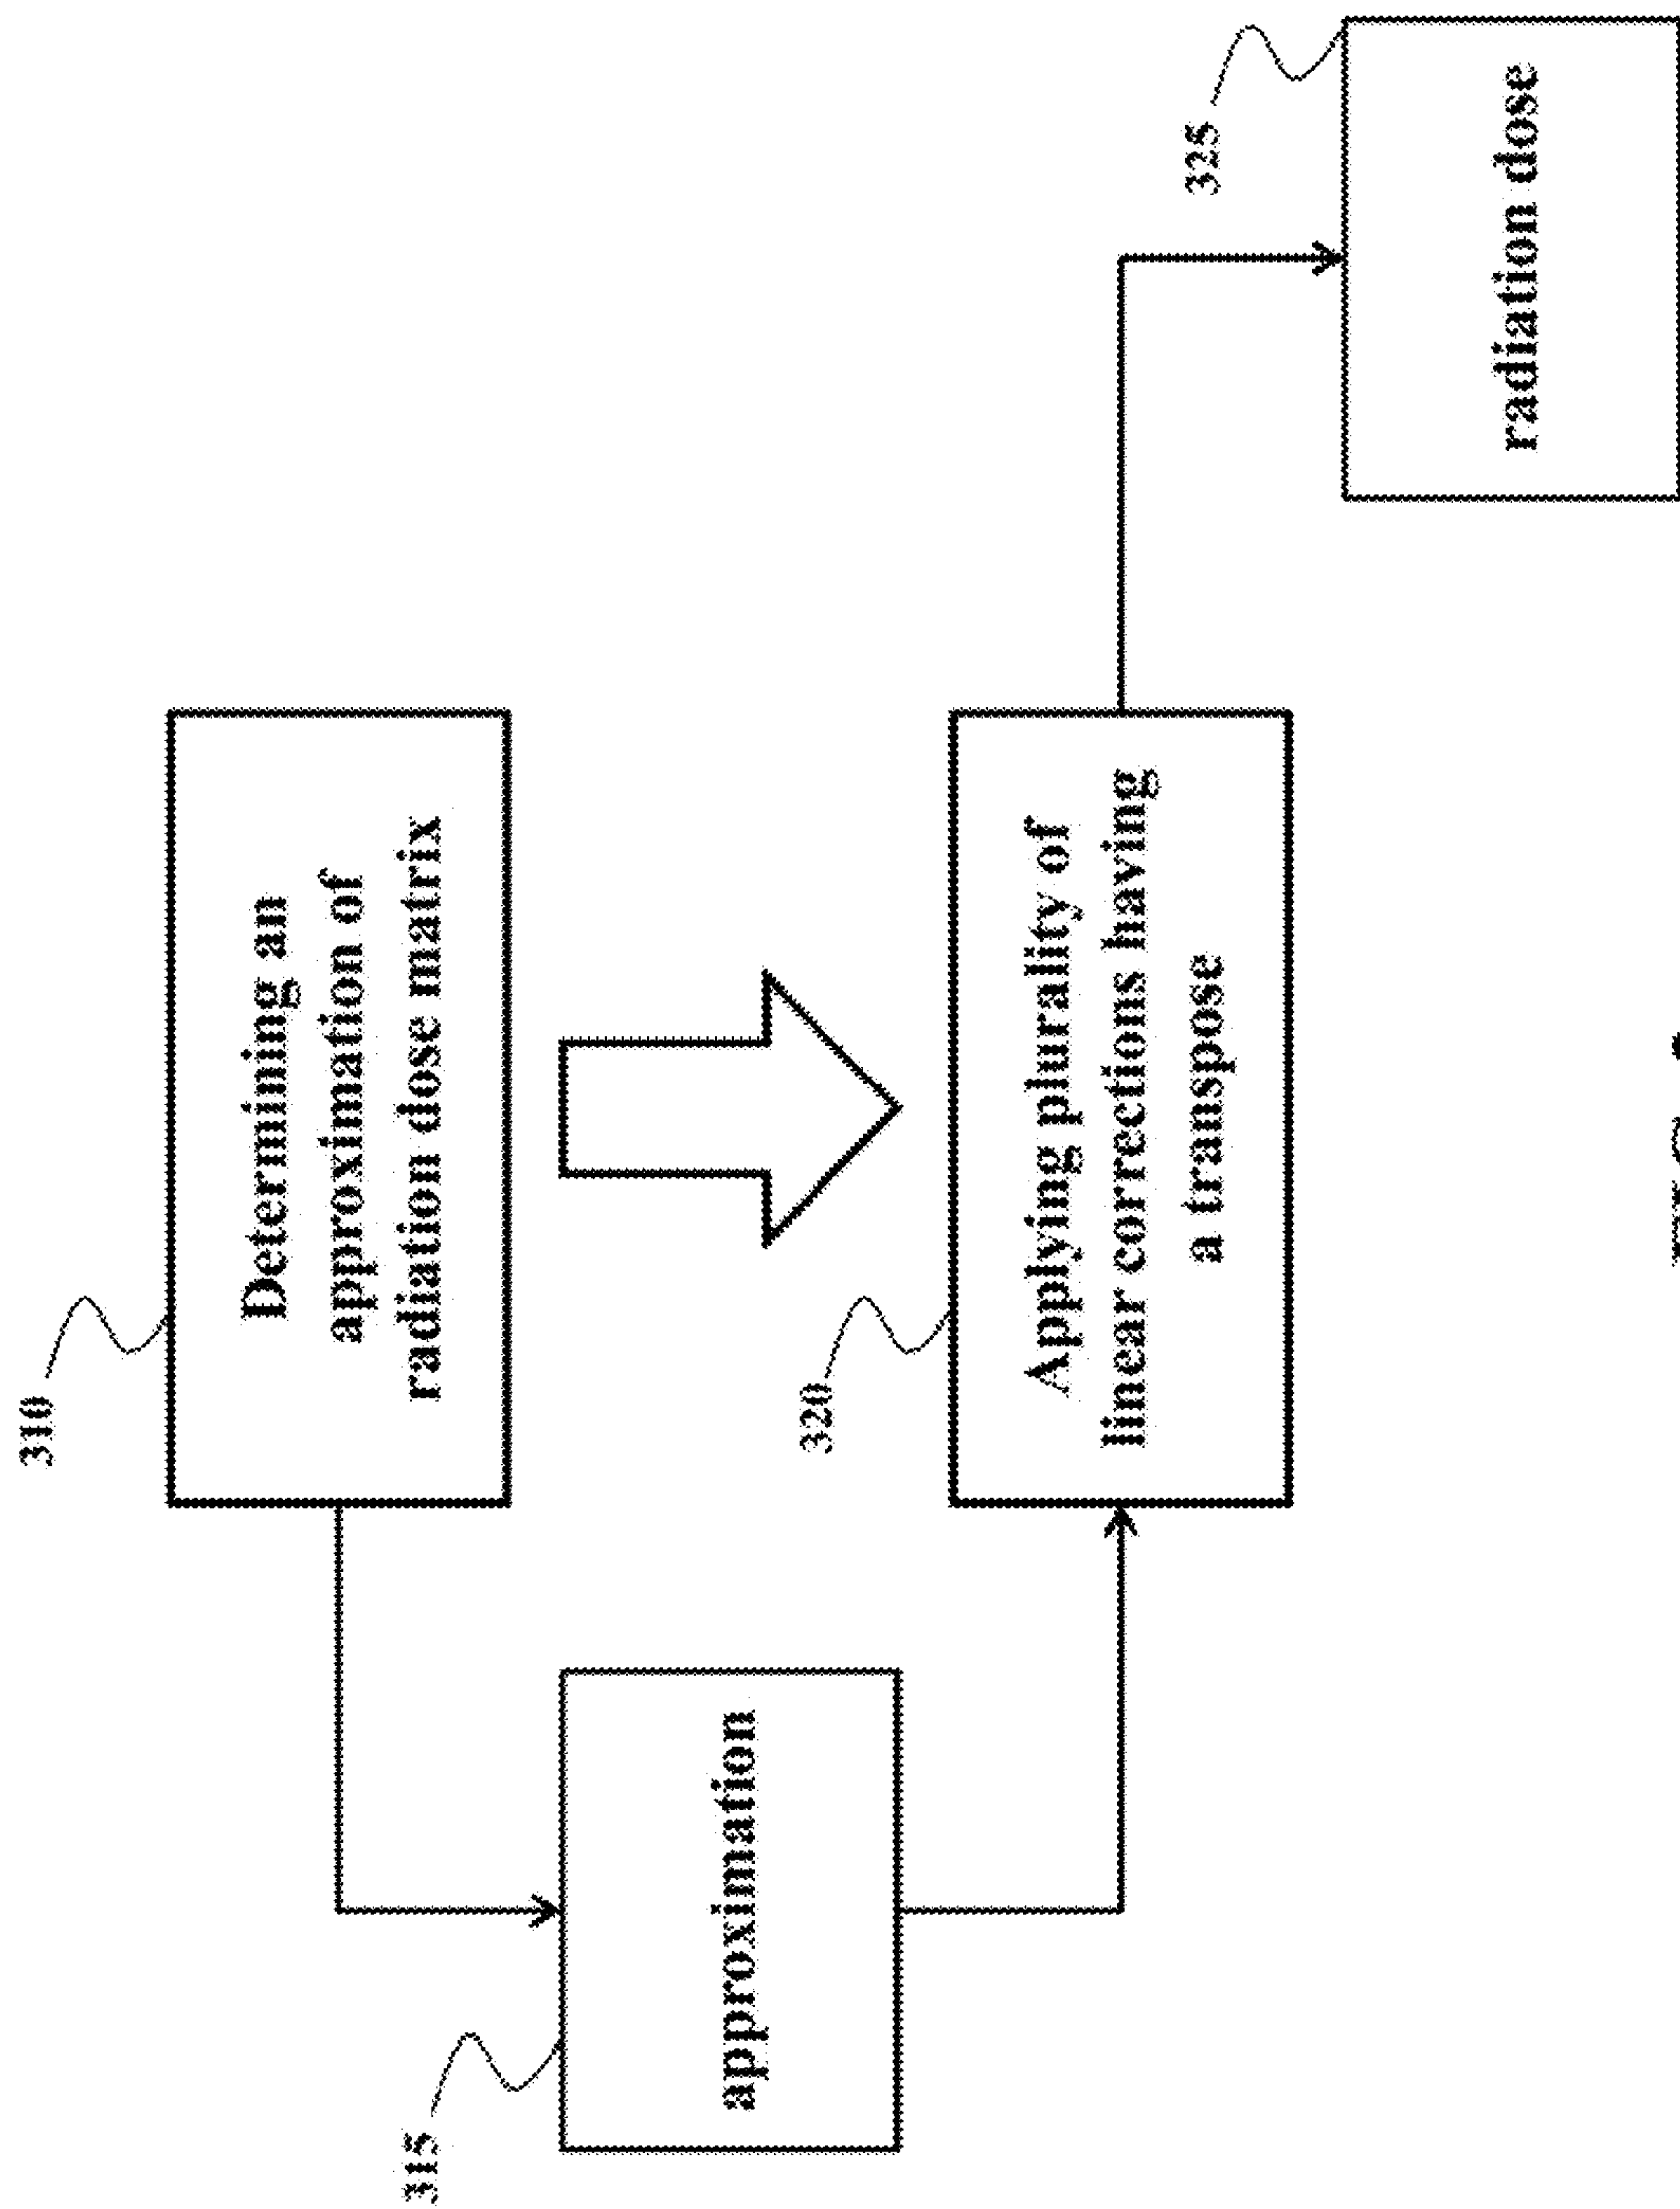 310
Determining an
approximation of
radiation dose matrix
315
approximation
320
Applying plurality of
linear corrections having
a transpose
325
radiation dose